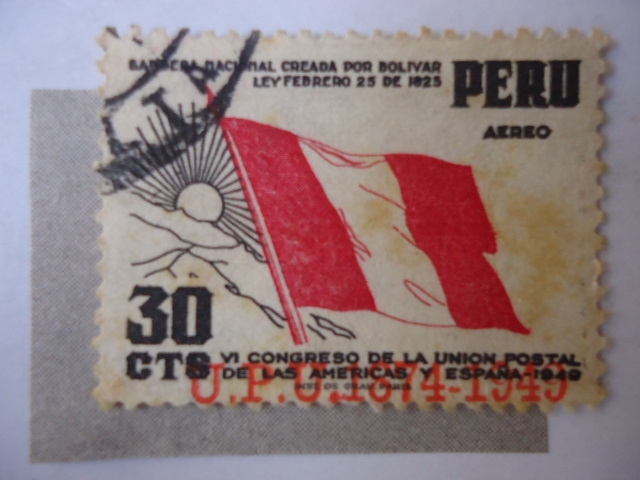 BANDERA NACIONAL CREADA POR BOLIVAR
LEY FEBRERO 25 DE 1825
PERU
AEREO
30
CTS
VI CONGRESO DE LA UNION POSTAL
DE LAS AMERICAS Y ESPAÑA-1949
U.P.U.1874-1949